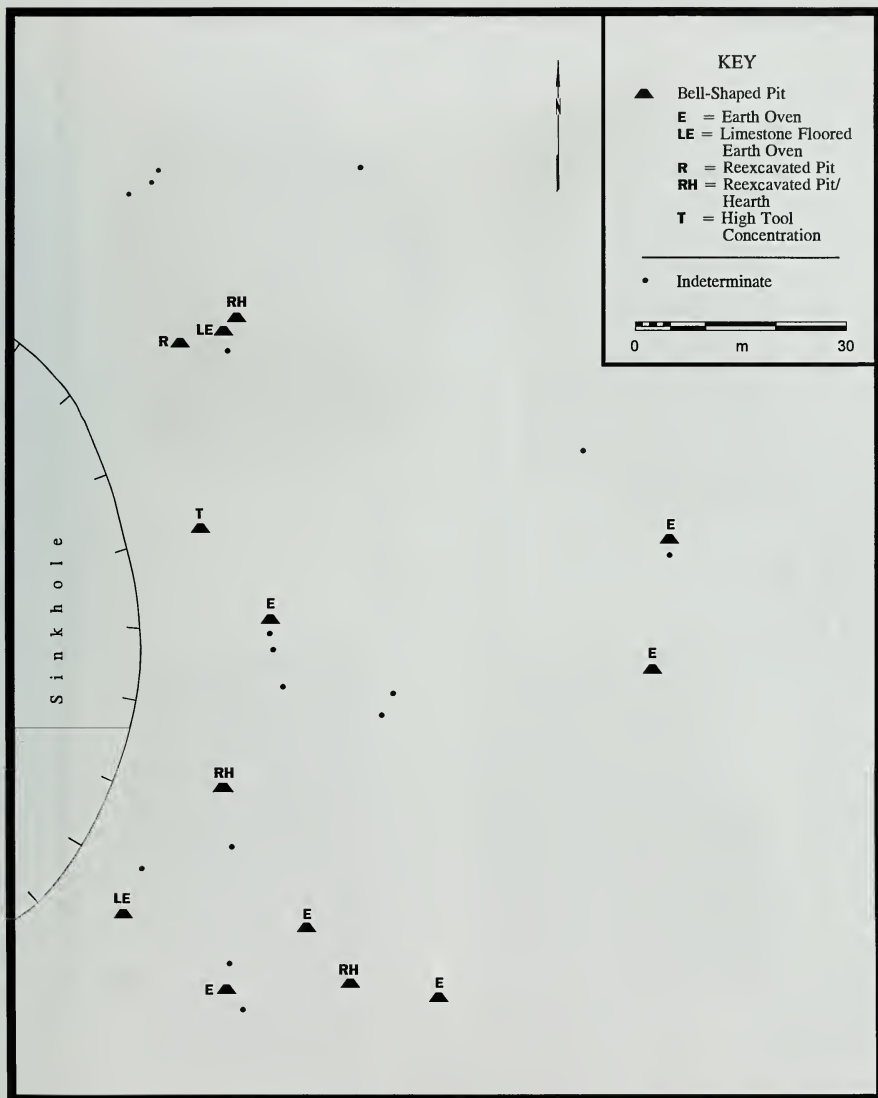 KEY
Bell-Shaped Pit
E = Earth Oven
LE = Limestone Floored
Earth Oven
R = Reexcavated Pit
RH = Reexcavated Pit/
Hearth
T = High Tool
Concentration
Indeterminate
0 m 30
N
RH
LE
R
T
E
E
E
Sinkhole
RH
LE
E
RH
E
E